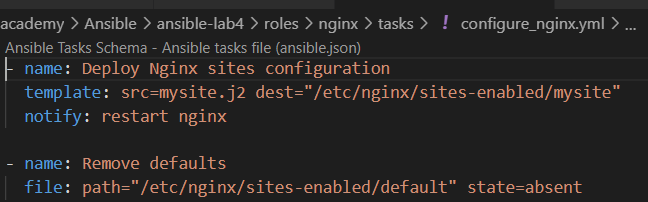 academy > Ansible > ansible-lab4 > roles > nginx > tasks > ! configure_nginx.yml > ...
Ansible Tasks Schema - Ansible tasks file (ansible.json)
- name: Deploy Nginx sites configuration
  template: src=mysite.j2 dest="/etc/nginx/sites-enabled/mysite"
  notify: restart nginx

- name: Remove defaults
  file: path="/etc/nginx/sites-enabled/default" state=absent